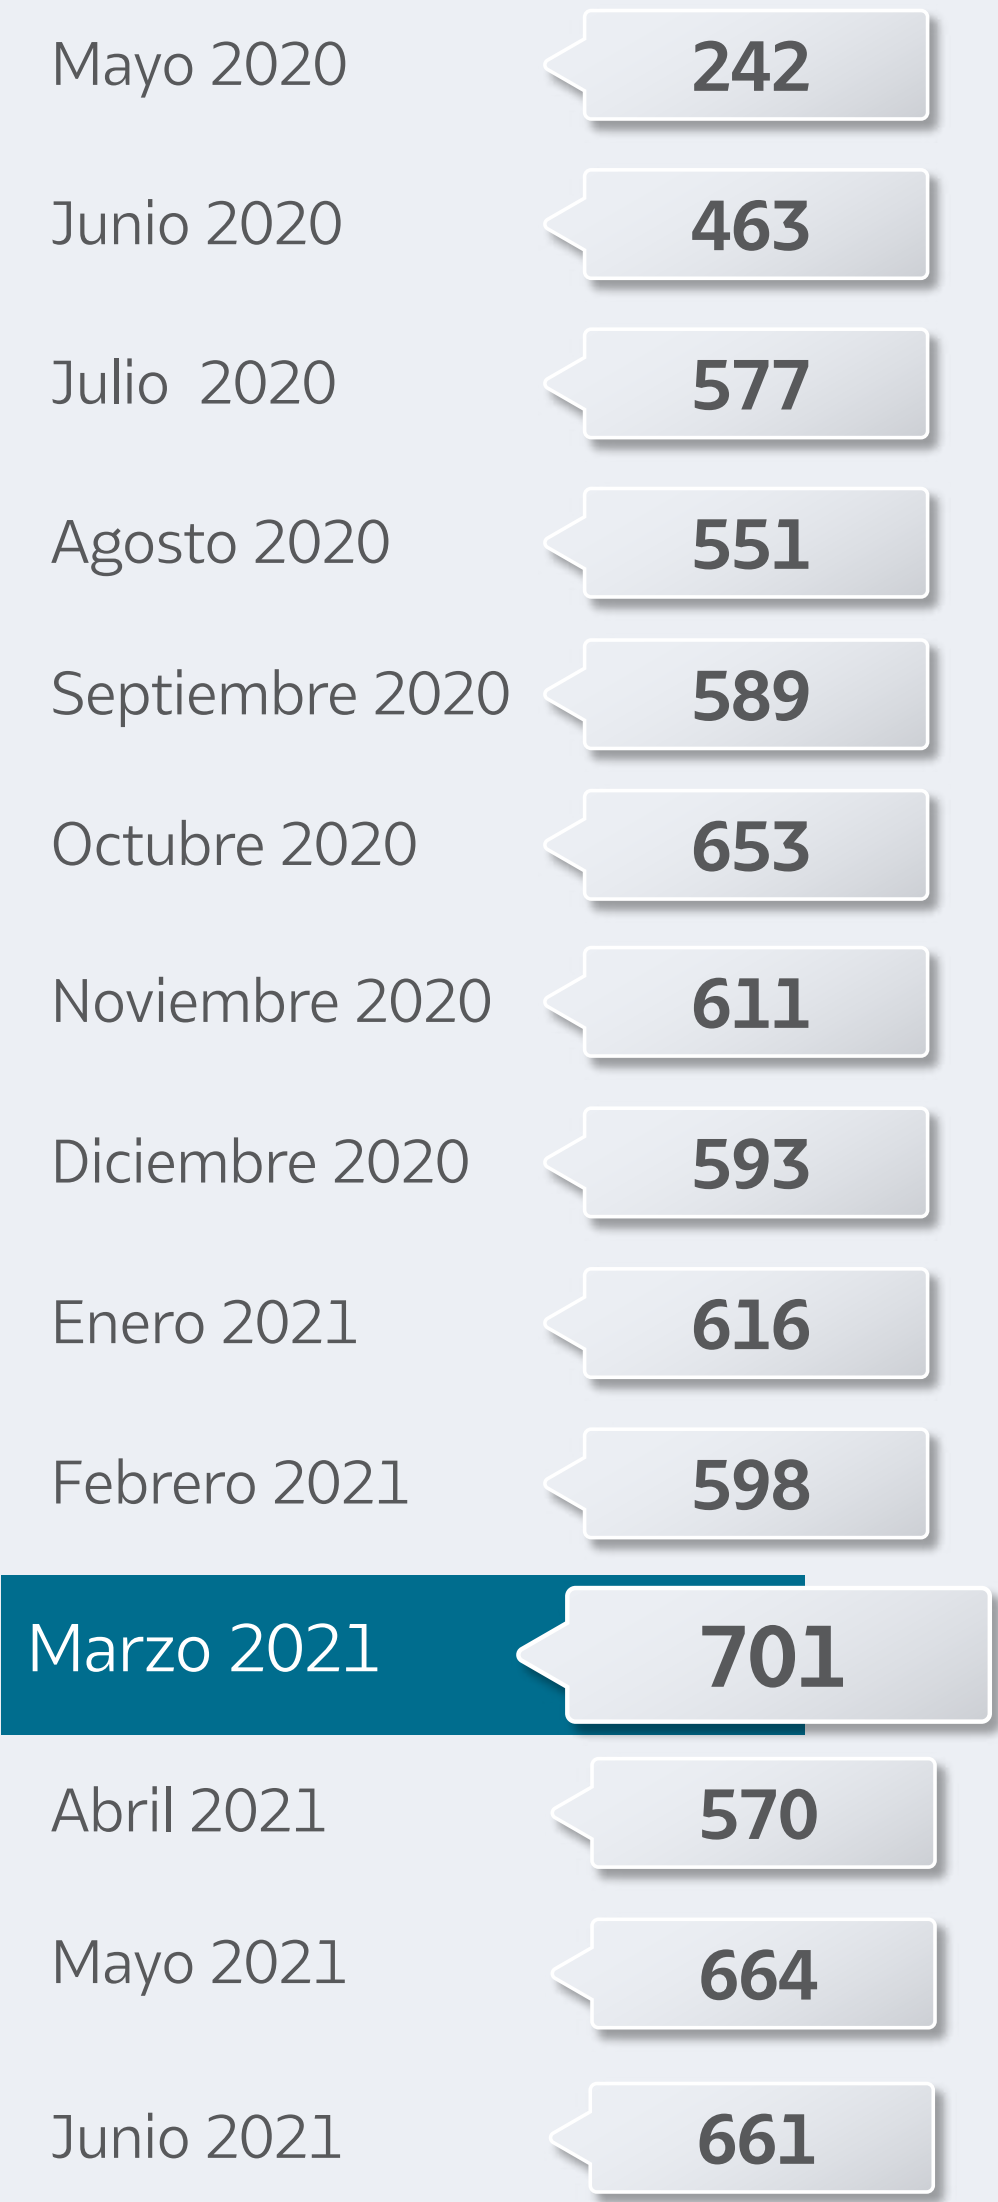 Mayo 2020 242
Junio 2020 463
Julio 2020 577
Agosto 2020 551
Septiembre 2020 589
Octubre 2020 653
Noviembre 2020 611
Diciembre 2020 593
Enero 2021 616
Febrero 2021 598
Marzo 2021 701
Abril 2021 570
Mayo 2021 664
Junio 2021 661